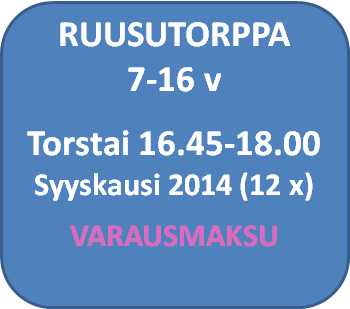 RUUSUTORPPA
7-16 v
Torstai 16.45-18.00
Syyskausi 2014 (12 x)
VARAUSMAKSU